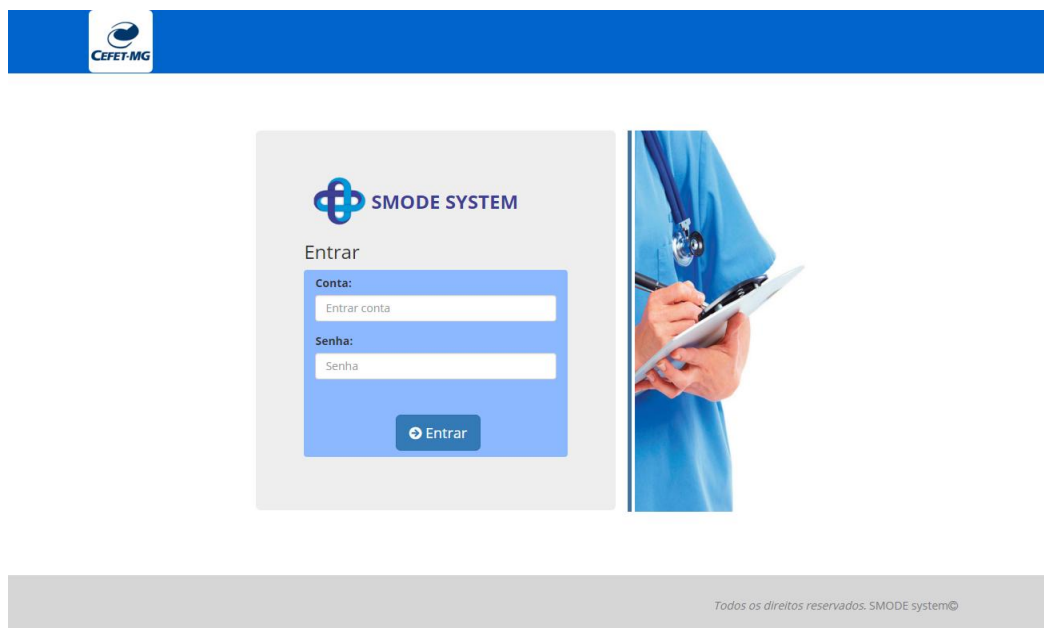 CEFET-MG
SMODE SYSTEM
Entrar
Conta:
Entrar conta
Senha:
Senha
Entrar
Todos os direitos reservados. SMODE system©